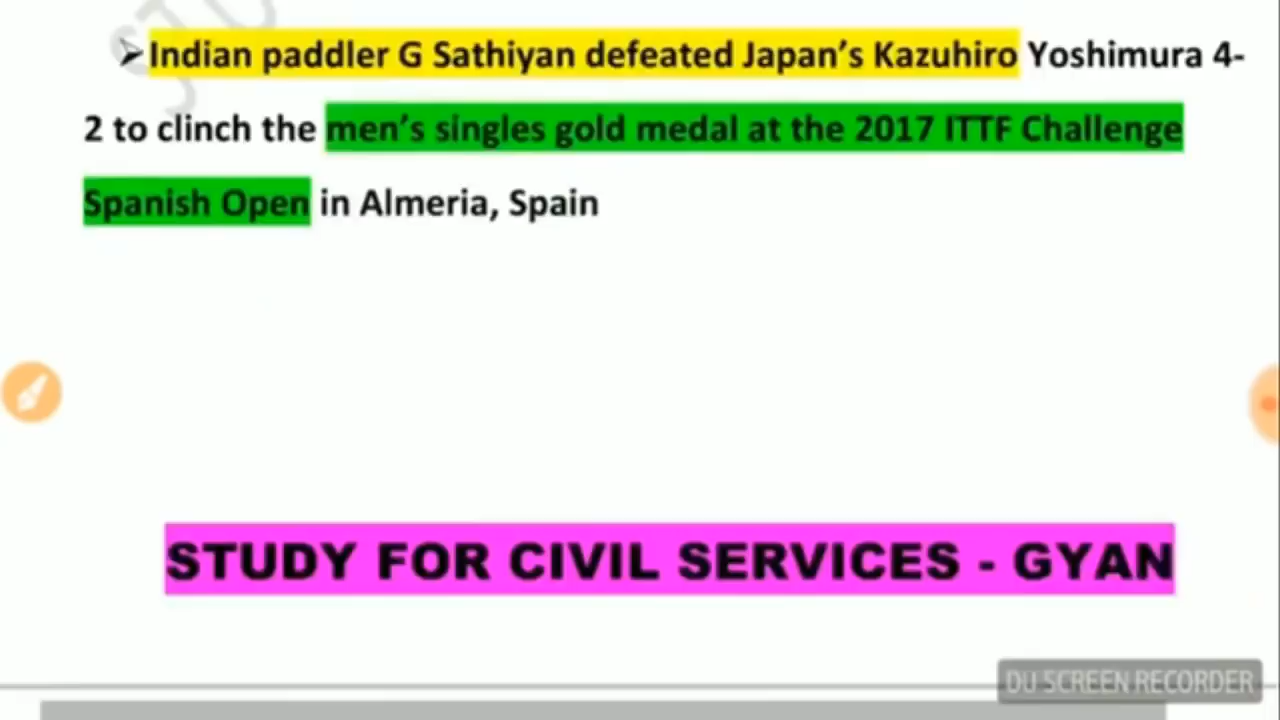 ➢Indian paddler G Sathiyan defeated Japan's Kazuhiro Yoshimura 4-
2 to clinch the men's singles gold medal at the 2017 ITTF Challenge
Spanish Open in Almeria, Spain
STUDY FOR CIVIL SERVICES - GYAN
DU SCREEN RECORDER